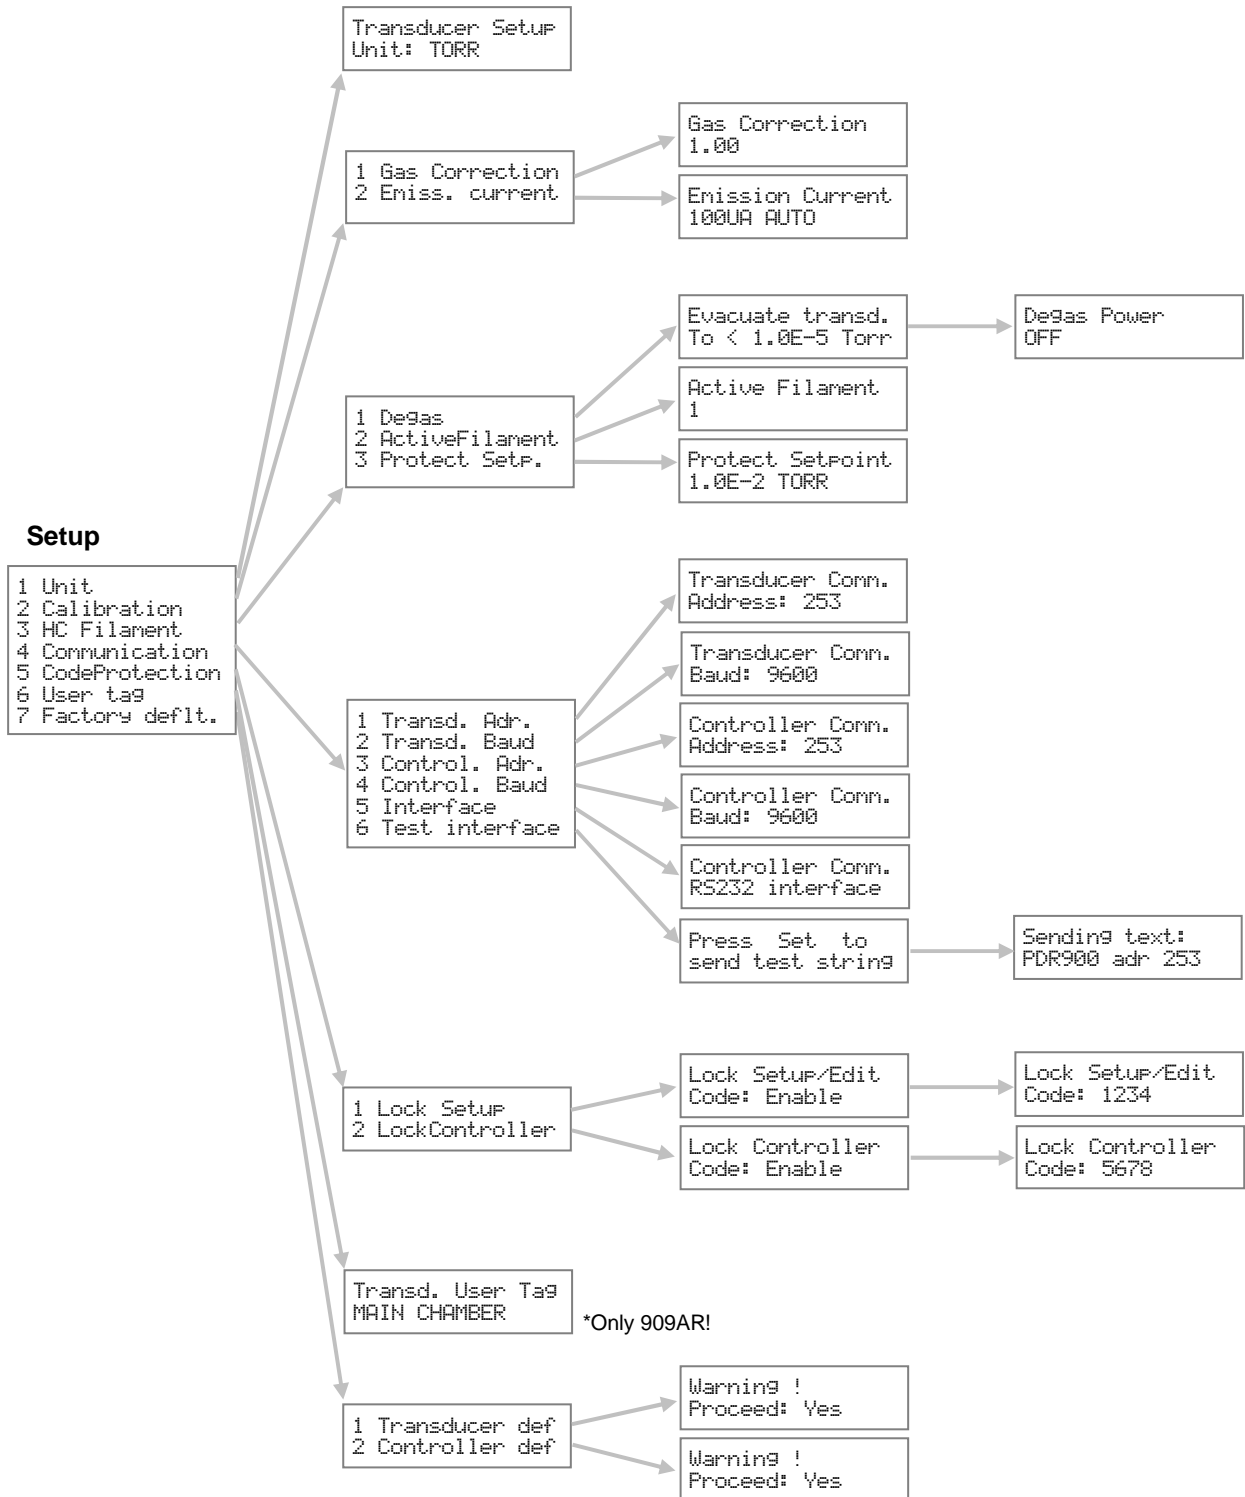 Transducer Setup
Unit: TORR
Gas Correction
1.00
1 Gas Correction
2 Emiss. current
Emission Current
100UA AUTO
Evacuate transd.
To < 1.0E-5 Torr
Degas Power
OFF
Active Filament
1
1 Degas
2 ActiveFilament
3 Protect Setp.
Protect Setpoint
1.0E-2 TORR
Setup
1 Unit
2 Calibration
3 HC Filament
4 Communication
5 CodeProtection
6 User tag
7 Factory deflt.
Transducer Comm.
Address: 253
Transducer Comm.
Baud: 9600
1 Transd. Adr.
2 Transd. Baud
3 Control. Adr.
4 Control. Baud
5 Interface
6 Test interface
Controller Comm.
Address: 253
Controller Comm.
Baud: 9600
Controller Comm.
RS232 interface
Press Set to
send test string
Sending text:
PDR900 adr 253
Lock Setup/Edit
Code: Enable
Lock Setup/Edit
Code: 1234
1 Lock Setup
2 LockController
Lock Controller
Code: Enable
Lock Controller
Code: 5678
Transd. User Tag
MAIN CHAMBER
*Only 909AR!
Warning !
Proceed: Yes
1 Transducer def
2 Controller def
Warning !
Proceed: Yes